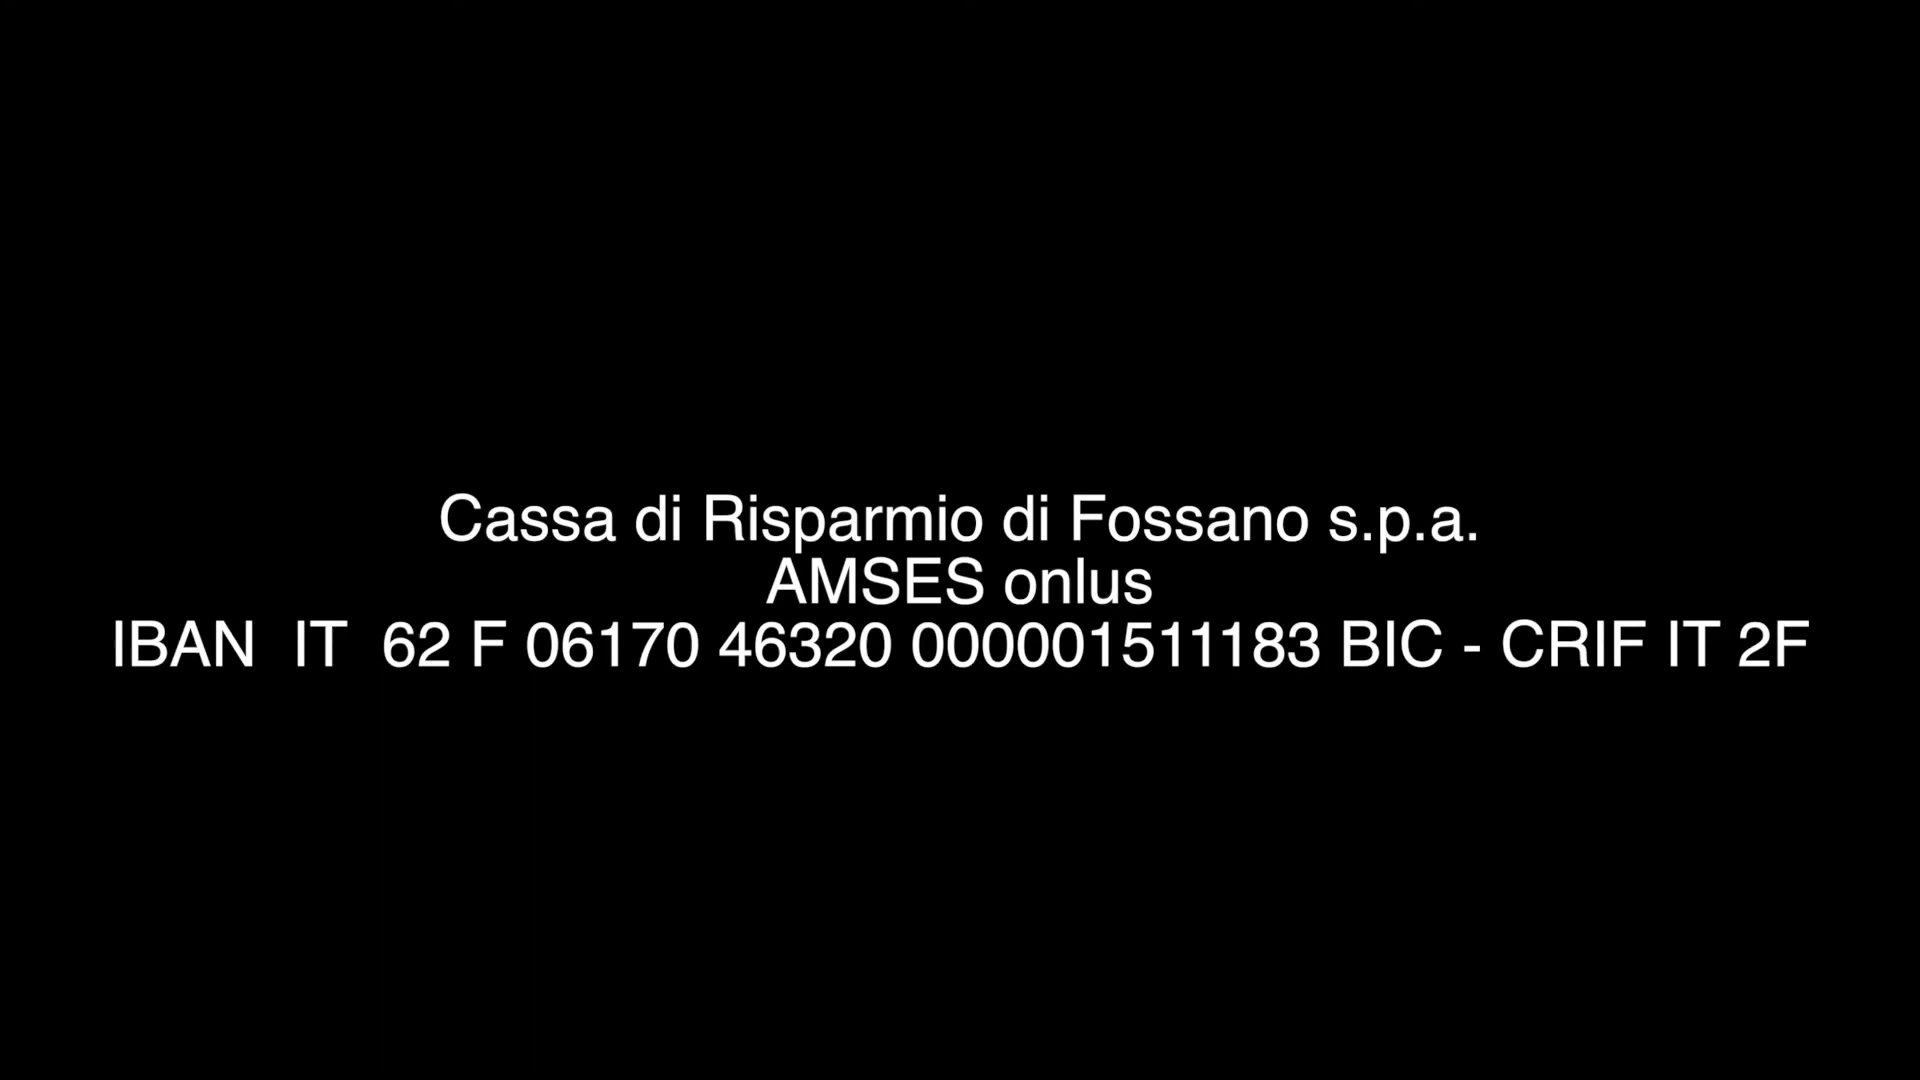 Cassa di Risparmio di Fossano s.p.a.
AMSES onlus
IBAN  IT  62 F 06170 46320 000001511183 BIC - CRIF IT 2F